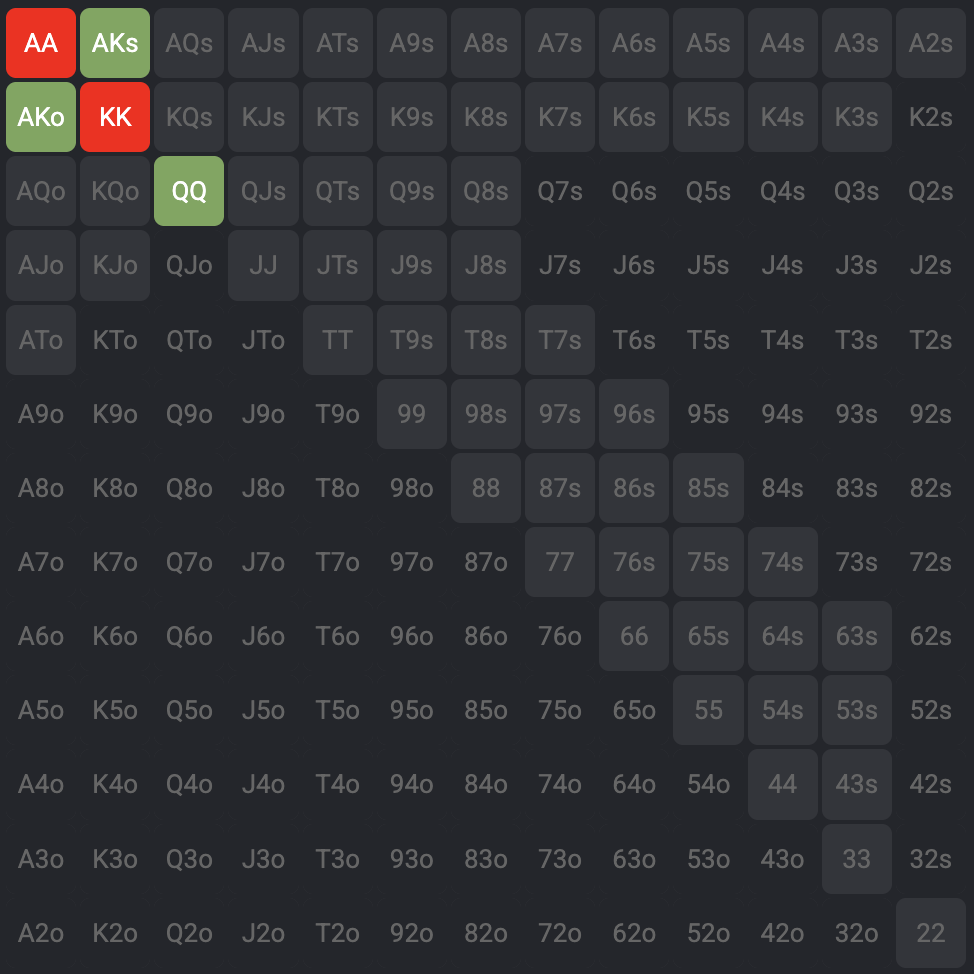 AA AKs AQs AJs ATs A9s A8s A7s A6s A5s A4s A3s A2s
AKo KK KQs KJs KTs K9s K8s K7s K6s K5s K4s K3s K2s
AQo KQo QQ QJs QTs Q9s Q8s Q7s Q6s Q5s Q4s Q3s Q2s
AJo KJo QJo JJ JTs J9s J8s J7s J6s J5s J4s J3s J2s
ATo KTo QTo JTo TT T9s T8s T7s T6s T5s T4s T3s T2s
A9o K9o Q9o J9o T9o 99 98s 97s 96s 95s 94s 93s 92s
A8o K8o Q8o J8o T8o 98o 88 87s 86s 85s 84s 83s 82s
A7o K7o Q7o J7o T7o 97o 87o 77 76s 75s 74s 73s 72s
A6o K6o Q6o J6o T6o 96o 86o 76o 66 65s 64s 63s 62s
A5o K5o Q5o J5o T5o 95o 85o 75o 65o 55 54s 53s 52s
A4o K4o Q4o J4o T4o 94o 84o 74o 64o 54o 44 43s 42s
A3o K3o Q3o J3o T3o 93o 83o 73o 63o 53o 43o 33 32s
A2o K2o Q2o J2o T2o 92o 82o 72o 62o 52o 42o 32o 22